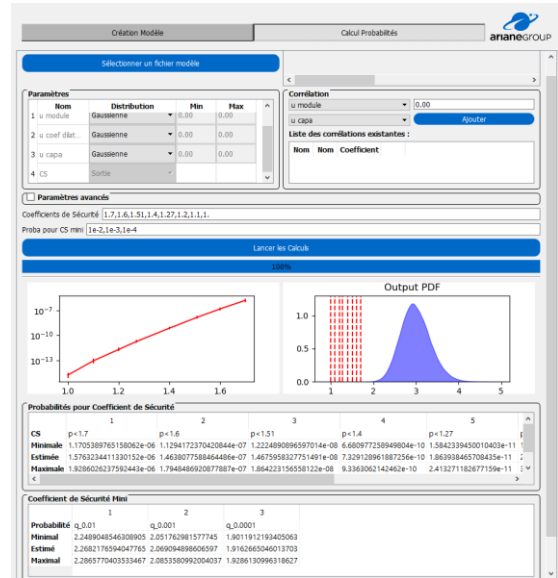 Création Modèle
Calcul Probabilités
arianeGROUP
Sélectionner un fichier modèle
Paramètres
Nom Distribution Min Max
1 u module Gaussienne 0.00 0.00
2 u coef dilat... Gaussienne 0.00 0.00
3 u capa Gaussienne 0.00 0.00
4 CS Sortie
Corrélation
u module 0.00
u capa Ajouter
Liste des corrélations existantes :
Nom Nom Coefficient
Paramètres avancés
Coefficients de Sécurité 1.7,1.6,1.51,1.4,1.27,1.2,1.1,1.
Proba pour CS mini 1e-2,1e-3,1e-4
Lancer les Calculs
100%
10⁻⁷
10⁻¹⁰
10⁻¹³
1.0 1.2 1.4 1.6
Output PDF
1.0
0.5
0.0
1 2 3 4 5
Probabilités pour Coefficient de Sécurité
1 2 3 4 5
CS p<1.7 p<1.6 p<1.51 p<1.4 p<1.27
Minimale 1.1705389765158062e-06 1.1294172370420844e-07 1.2224890896597014e-08 6.680977258949804e-10 1.5842339450010403e-11
Estimée 1.5763234411330152e-06 1.4638077588464486e-07 1.4675958327751491e-08 7.329128961887256e-10 1.863938465708435e-11
Maximale 1.9286026237592443e-06 1.7948486920877887e-07 1.864223156558122e-08 9.3363062142462e-10 2.413271182677159e-11
Coefficient de Sécurité Mini
1 2 3
Probabilité q_0.01 q_0.001 q_0.0001
Minimal 2.2489048546308905 2.051762981577745 1.9011912193405063
Estimé 2.2682176594047765 2.069094898606597 1.9162665046013703
Maximal 2.2865770403533467 2.0853580992004037 1.9286130996318627